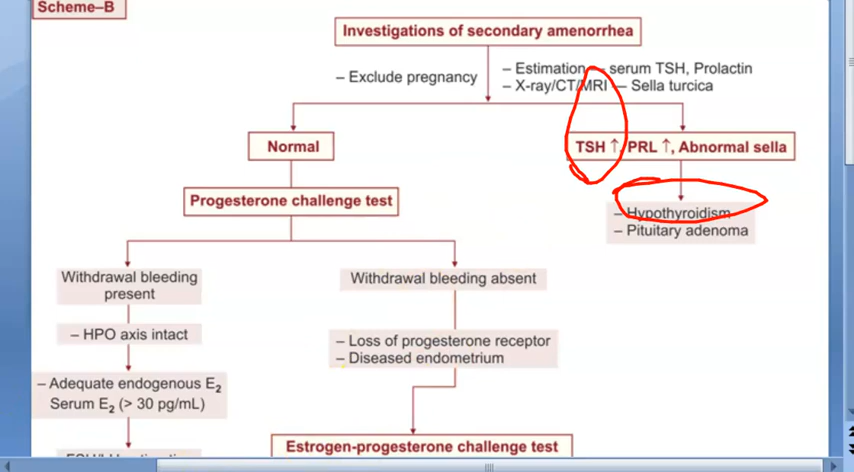 Scheme–B
Investigations of secondary amenorrhea
– Exclude pregnancy
– Estimation – serum TSH, Prolactin
– X-ray/CT/MRI – Sella turcica
Normal
TSH ↑, PRL ↑, Abnormal sella
Progesterone challenge test
– Hypothyroidism
– Pituitary adenoma
Withdrawal bleeding
present
Withdrawal bleeding absent
– HPO axis intact
– Loss of progesterone receptor
– Diseased endometrium
– Adequate endogenous E₂
Serum E₂ (> 30 pg/mL)
Estrogen-progesterone challenge test